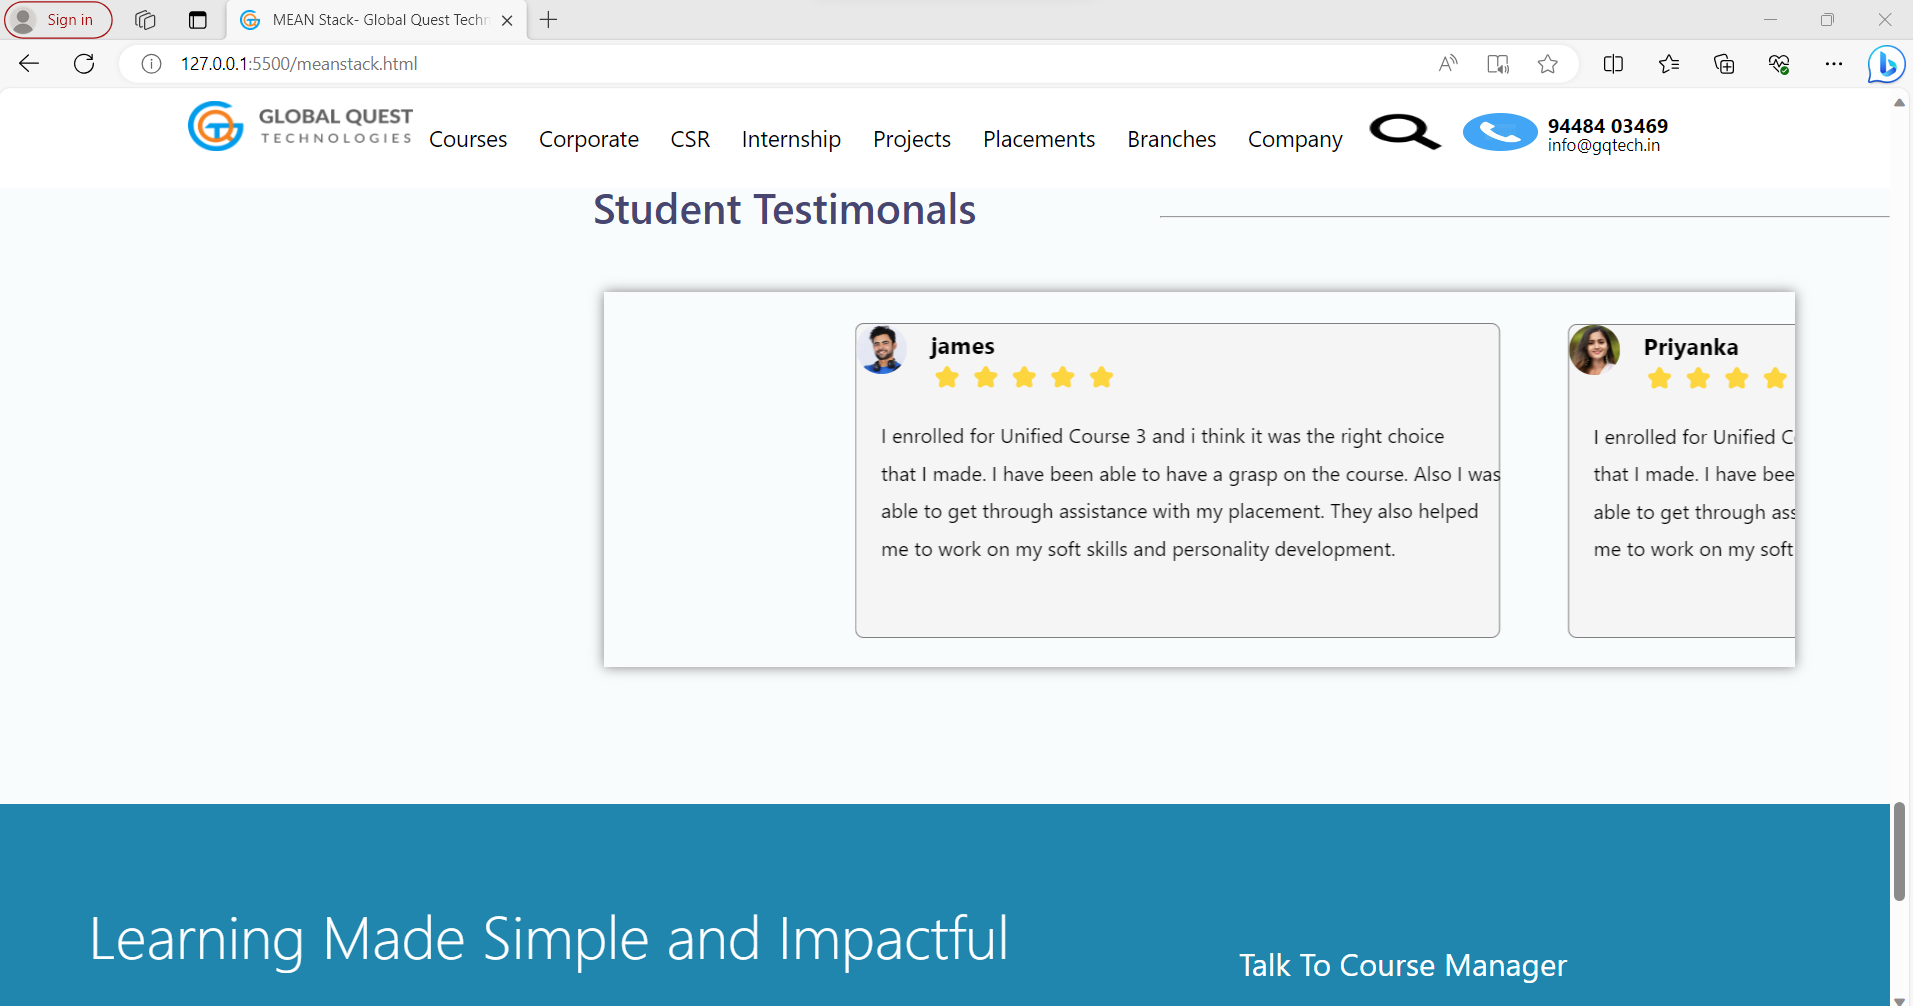 Sign in
MEAN Stack- Global Quest Techn
127.0.0.1:5500/meanstack.html
GLOBAL QUEST
TECHNOLOGIES
Courses Corporate CSR Internship Projects Placements Branches Company
94484 03469
info@gqtech.in
Student Testimonals
james
I enrolled for Unified Course 3 and i think it was the right choice
that I made. I have been able to have a grasp on the course. Also I was
able to get through assistance with my placement. They also helped
me to work on my soft skills and personality development.
Priyanka
I enrolled for Unified C
that I made. I have bee
able to get through ass
me to work on my soft
Learning Made Simple and Impactful
Talk To Course Manager